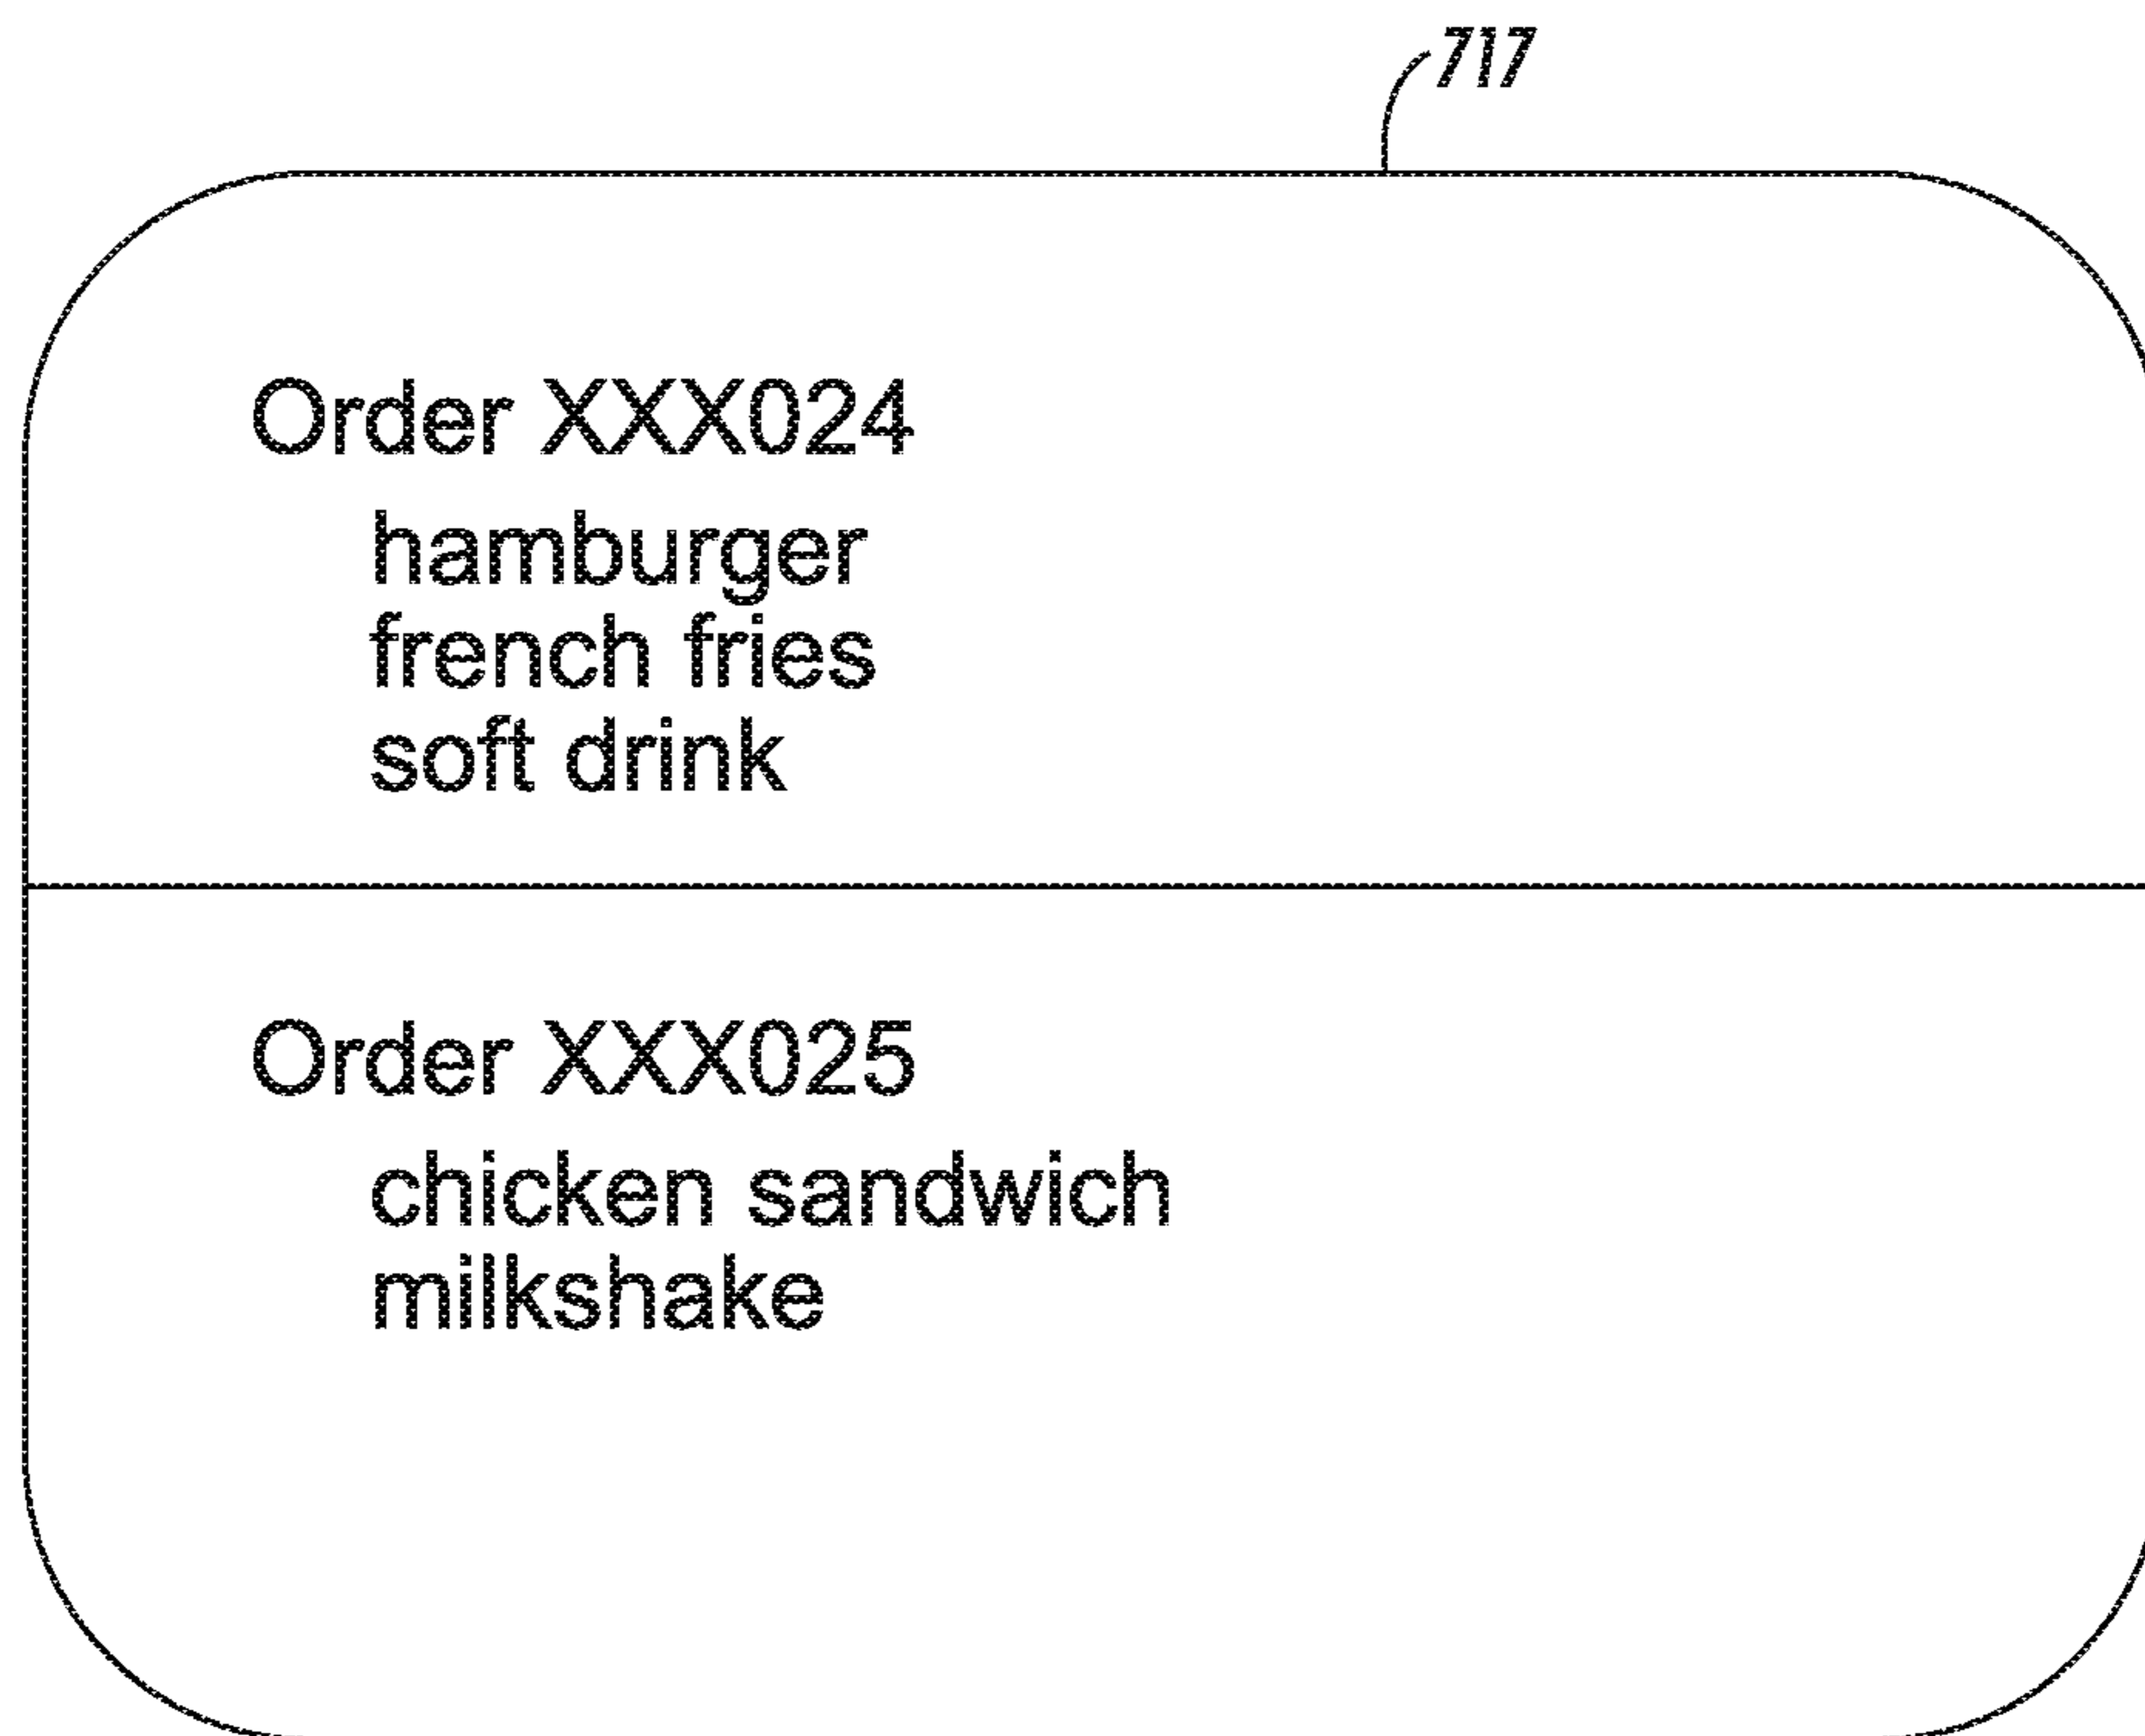 717
Order XXX024
hamburger
french fries
soft drink
Order XXX025
chicken sandwich
milkshake